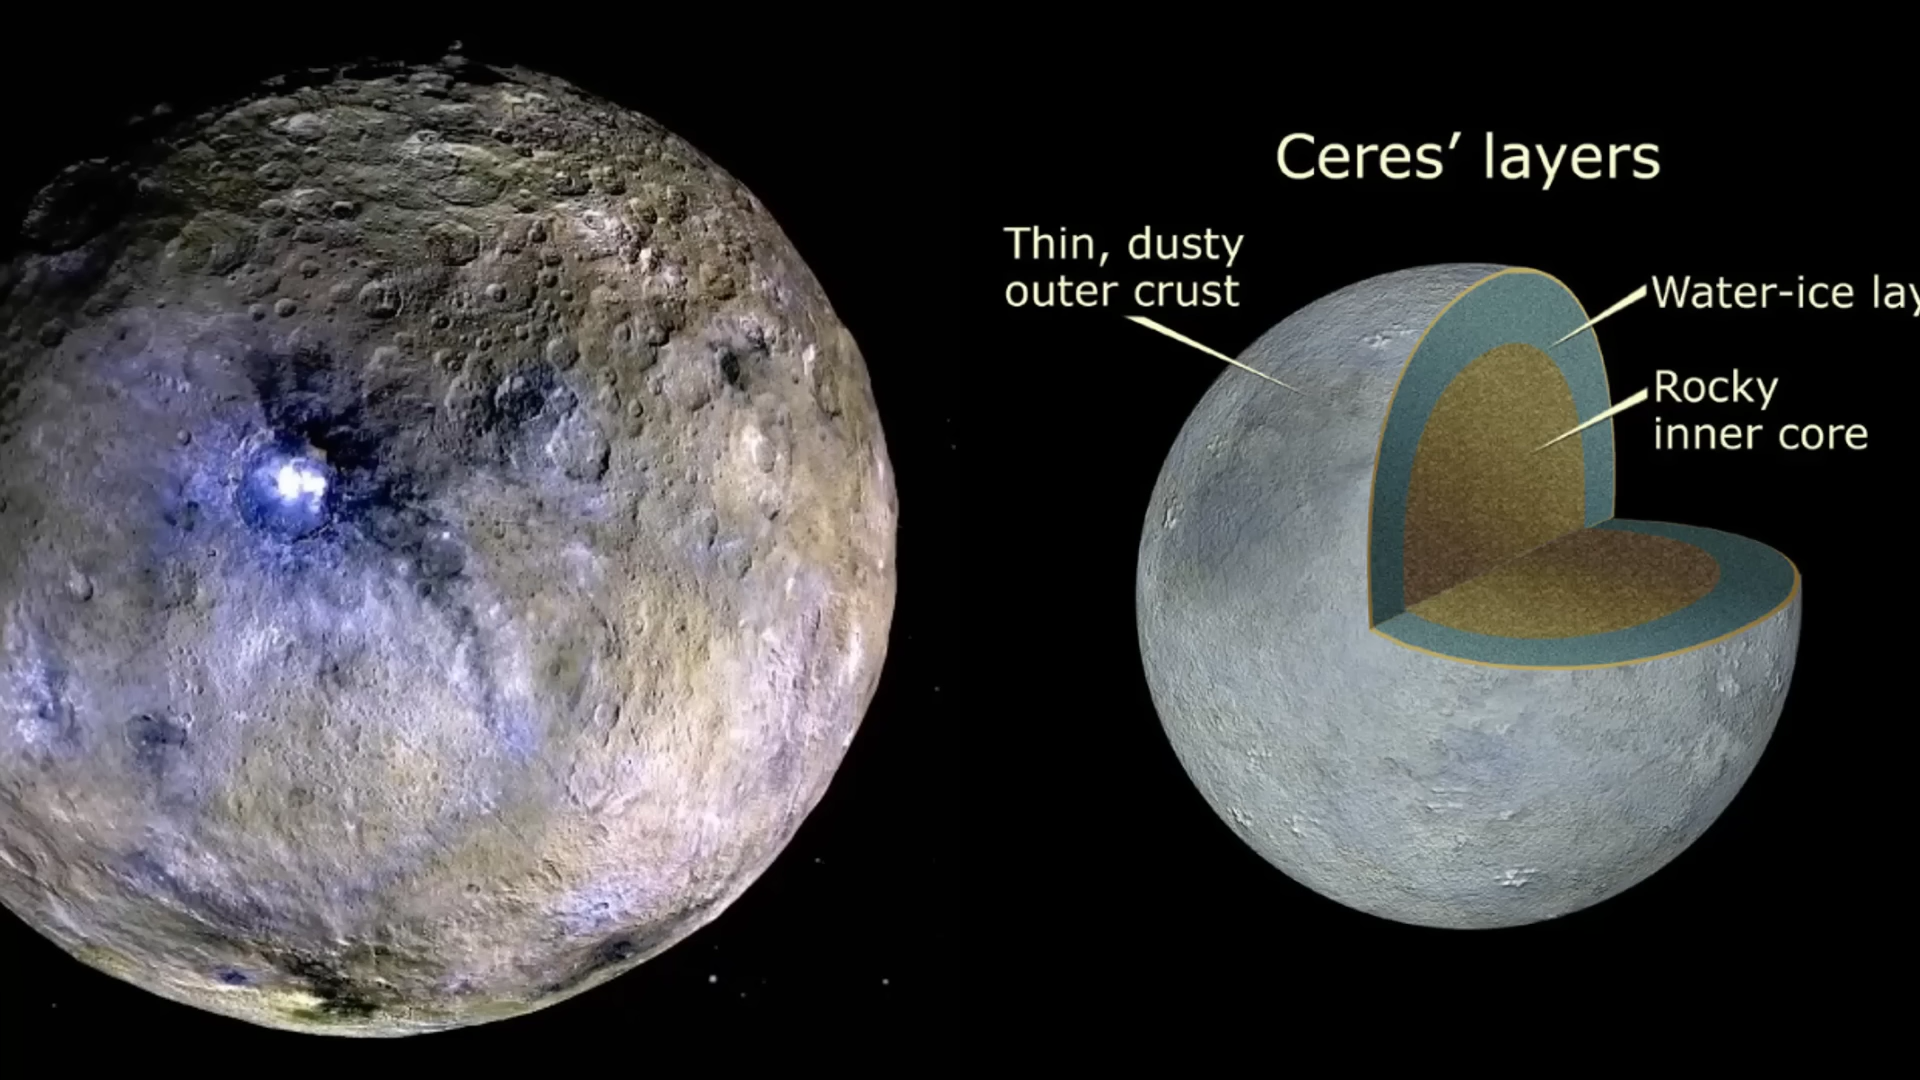 Ceres’ layers
Thin, dusty
outer crust
Water-ice lay
Rocky
inner core